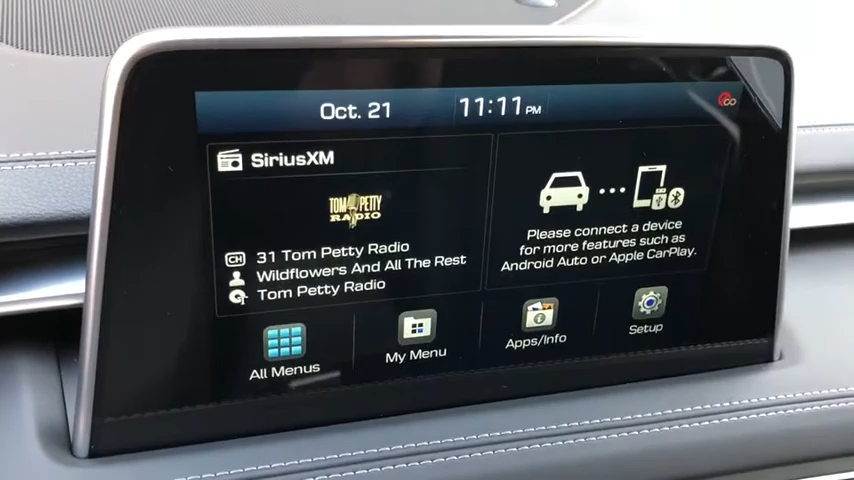 Oct. 21
11:11 PM
GO
SiriusXM
TOM PETTY
RADIO
CH 31 Tom Petty Radio
Wildflowers And All The Rest
Tom Petty Radio
Please connect a device
for more features such as
Android Auto or Apple CarPlay.
All Menus
My Menu
Apps/Info
Setup